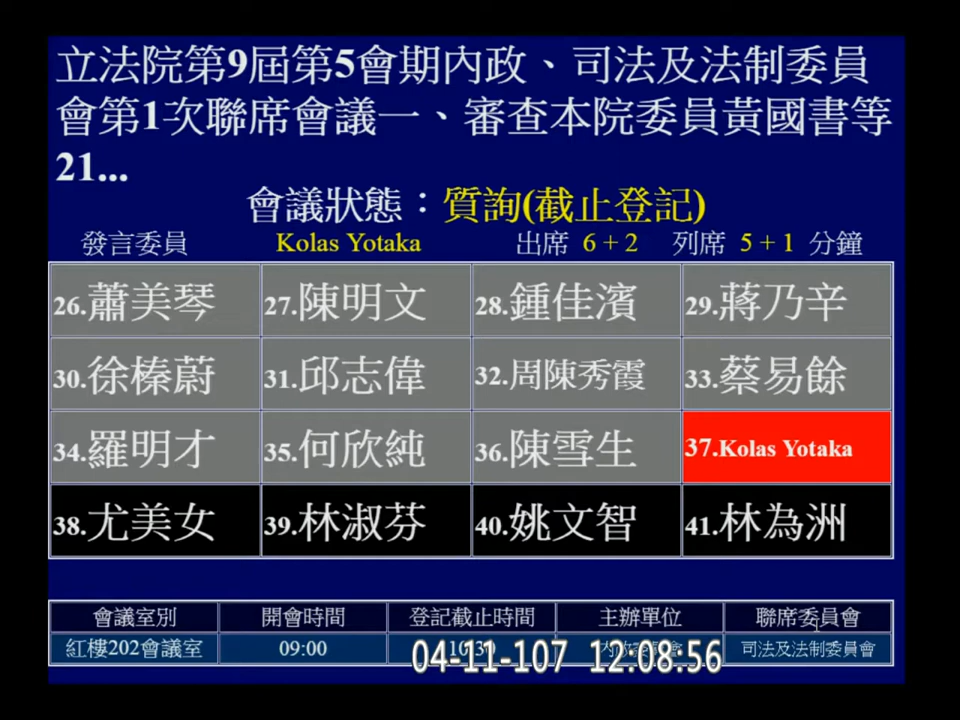 立法院第9屆第5會期內政、司法及法制委員
會第1次聯席會議一、審查本院委員黃國書等
21...
會議狀態：質詢(截止登記)
發言委員 Kolas Yotaka 出席 6 + 2 列席 5 + 1 分鐘
26.蕭美琴 27.陳明文 28.鍾佳濱 29.蔣乃辛
30.徐榛蔚 31.邱志偉 32.周陳秀霞 33.蔡易餘
34.羅明才 35.何欣純 36.陳雪生 37.Kolas Yotaka
38.尤美女 39.林淑芬 40.姚文智 41.林為洲
會議室別 開會時間 登記截止時間 主辦單位 聯席委員會
紅樓202會議室 09:00 10:30 內政委員會 司法及法制委員會
04-11-107 12:08:56